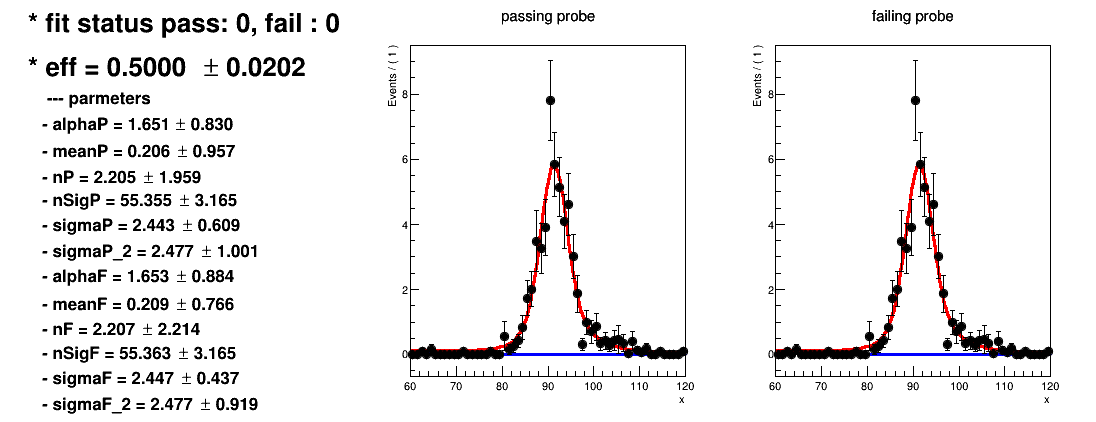 * fit status pass: 0, fail : 0
* eff = 0.5000 ± 0.0202
--- parmeters
- alphaP = 1.651 ± 0.830
- meanP = 0.206 ± 0.957
- nP = 2.205 ± 1.959
- nSigP = 55.355 ± 3.165
- sigmaP = 2.443 ± 0.609
- sigmaP_2 = 2.477 ± 1.001
- alphaF = 1.653 ± 0.884
- meanF = 0.209 ± 0.766
- nF = 2.207 ± 2.214
- nSigF = 55.363 ± 3.165
- sigmaF = 2.447 ± 0.437
- sigmaF_2 = 2.477 ± 0.919
passing probe
Events / ( 1 )
8
6
4
2
0
60 70 80 90 100 110 120
x
failing probe
Events / ( 1 )
8
6
4
2
0
60 70 80 90 100 110 120
x